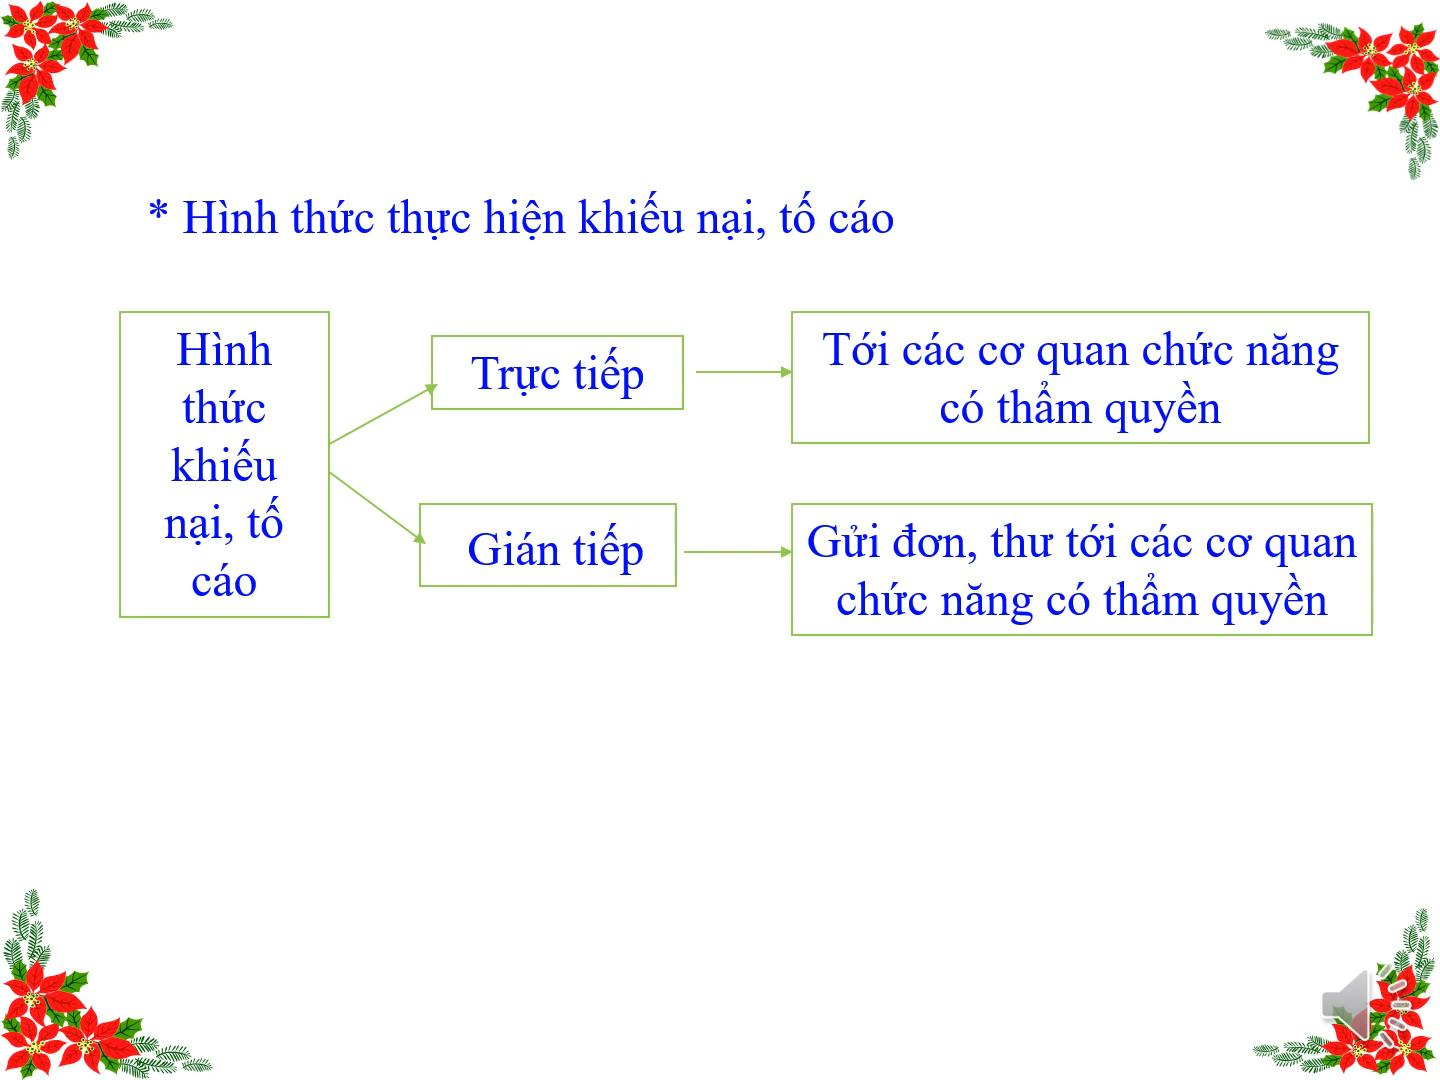 * Hình thức thực hiện khiếu nại, tố cáo
Hình
thức
khiếu
nại, tố
cáo
Trực tiếp
Tới các cơ quan chức năng
có thẩm quyền
Gián tiếp
Gửi đơn, thư tới các cơ quan
chức năng có thẩm quyền